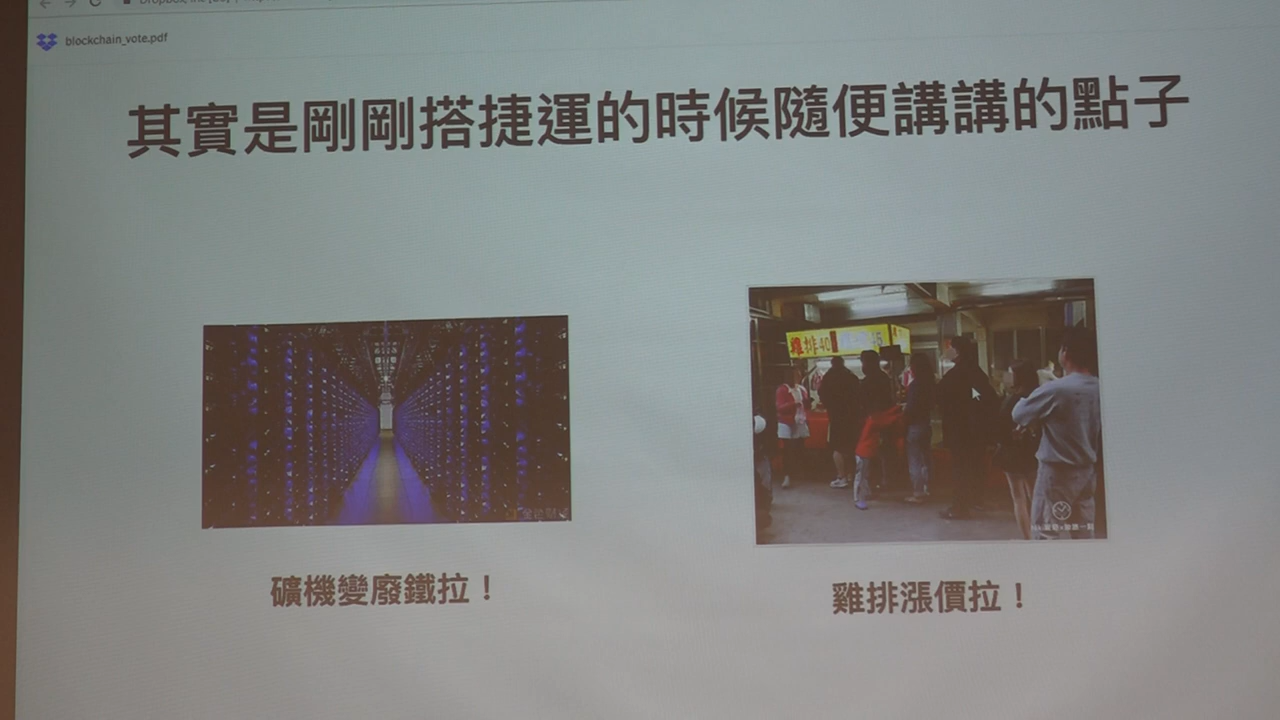 blockchain_vote.pdf
其實是剛剛搭捷運的時候隨便講講的點子
雞排40
礦機變廢鐵拉！
雞排漲價拉！